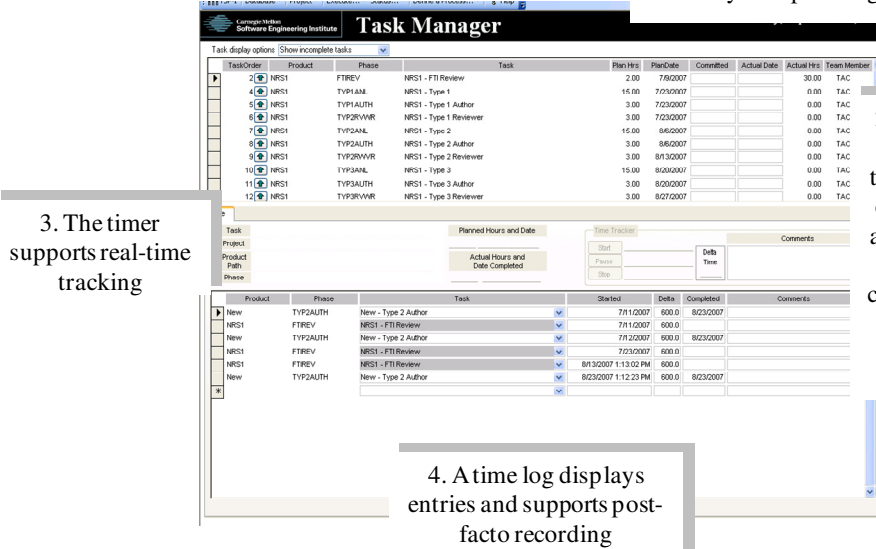 TSP-I Database Project Execute... Status... Define a Process... Help
Carnegie Mellon
Software Engineering Institute Task Manager
Task display options Show incomplete tasks
TaskOrder Product Phase Task Plan Hrs PlanDate Committed Actual Date Actual Hrs Team Member
2 NRS1 FTIREV NRS1 - FTI Review 2.00 7/9/2007 30.00 TAC
4 NRS1 TYP1ANL NRS1 - Type 1 15.00 7/23/2007 0.00 TAC
5 NRS1 TYP1AUTH NRS1 - Type 1 Author 3.00 7/23/2007 0.00 TAC
6 NRS1 TYP2RVWR NRS1 - Type 1 Reviewer 3.00 7/23/2007 0.00 TAC
7 NRS1 TYP2ANL NRS1 - Type 2 15.00 8/6/2007 0.00 TAC
8 NRS1 TYP2AUTH NRS1 - Type 2 Author 3.00 8/6/2007 0.00 TAC
9 NRS1 TYP2RWVR NRS1 - Type 2 Reviewer 3.00 8/13/2007 0.00 TAC
10 NRS1 TYP3ANL NRS1 - Type 3 15.00 8/20/2007 0.00 TAC
11 NRS1 TYP3AUTH NRS1 - Type 3 Author 3.00 8/20/2007 0.00 TAC
12 NRS1 TYP3RVWR NRS1 - Type 3 Reviewer 3.00 8/27/2007 0.00 TAC
3. The timer
supports real-time
tracking
Task Planned Hours and Date Time Tracker
Project Start Comments
Product Path Actual Hours and Date Completed Pause Delta Time
Phase Stop
Product Phase Task Started Delta Completed Comments
New TYP2AUTH New - Type 2 Author 7/11/2007 600.0 8/23/2007
NRS1 FTIREV NRS1 - FTI Review 7/11/2007 600.0
New TYP2AUTH New - Type 2 Author 7/12/2007 600.0 8/23/2007
NRS1 FTIREV NRS1 - FTI Review 7/23/2007 600.0
NRS1 FTIREV NRS1 - FTI Review 8/13/2007 1:13:02 PM 600.0
New TYP2AUTH New - Type 2 Author 8/23/2007 1:12:23 PM 600.0 8/23/2007
4. A time log displays
entries and supports post-
facto recording